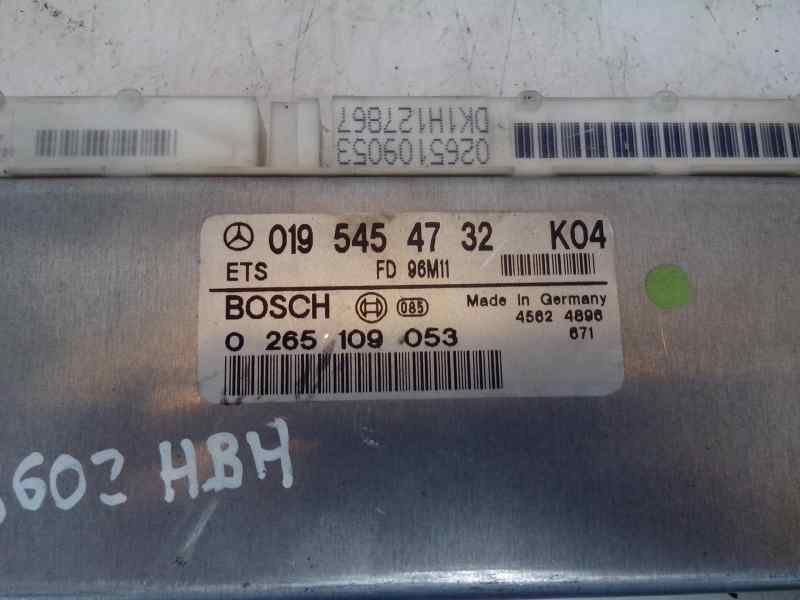 0265109053
DK1H127867
019 545 47 32 K04
ETS FD 96M11
BOSCH 085 Made in Germany
4562 4896
0 265 109 053 671
602 HBH